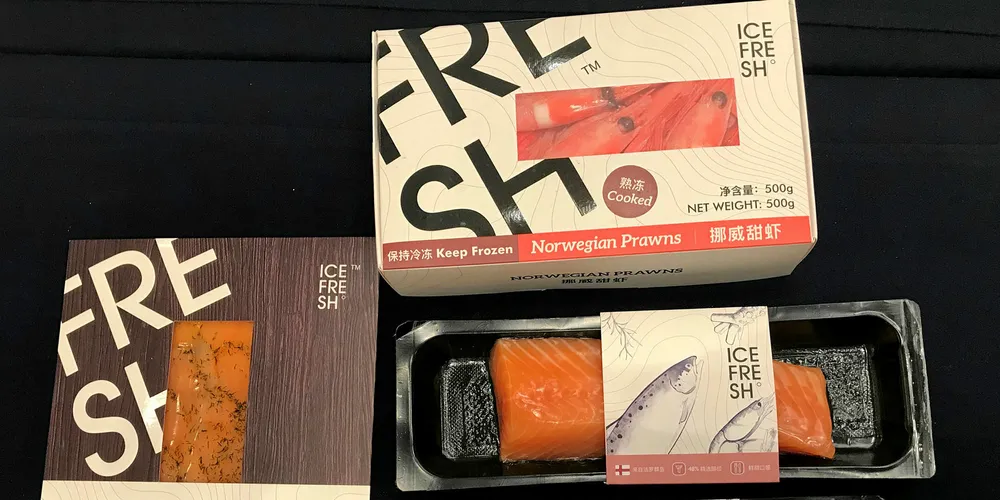 FRE
SH
TM
ICE
FRE
SH
熟冻
Cooked
净含量: 500g
NET WEIGHT: 500g
保持冷冻 Keep Frozen
Norwegian Prawns
挪威甜虾
NORWEGIAN PRAWNS
挪威甜虾
FRE
SH
ICE TM
FRE
SH
ICE
FRE
SH